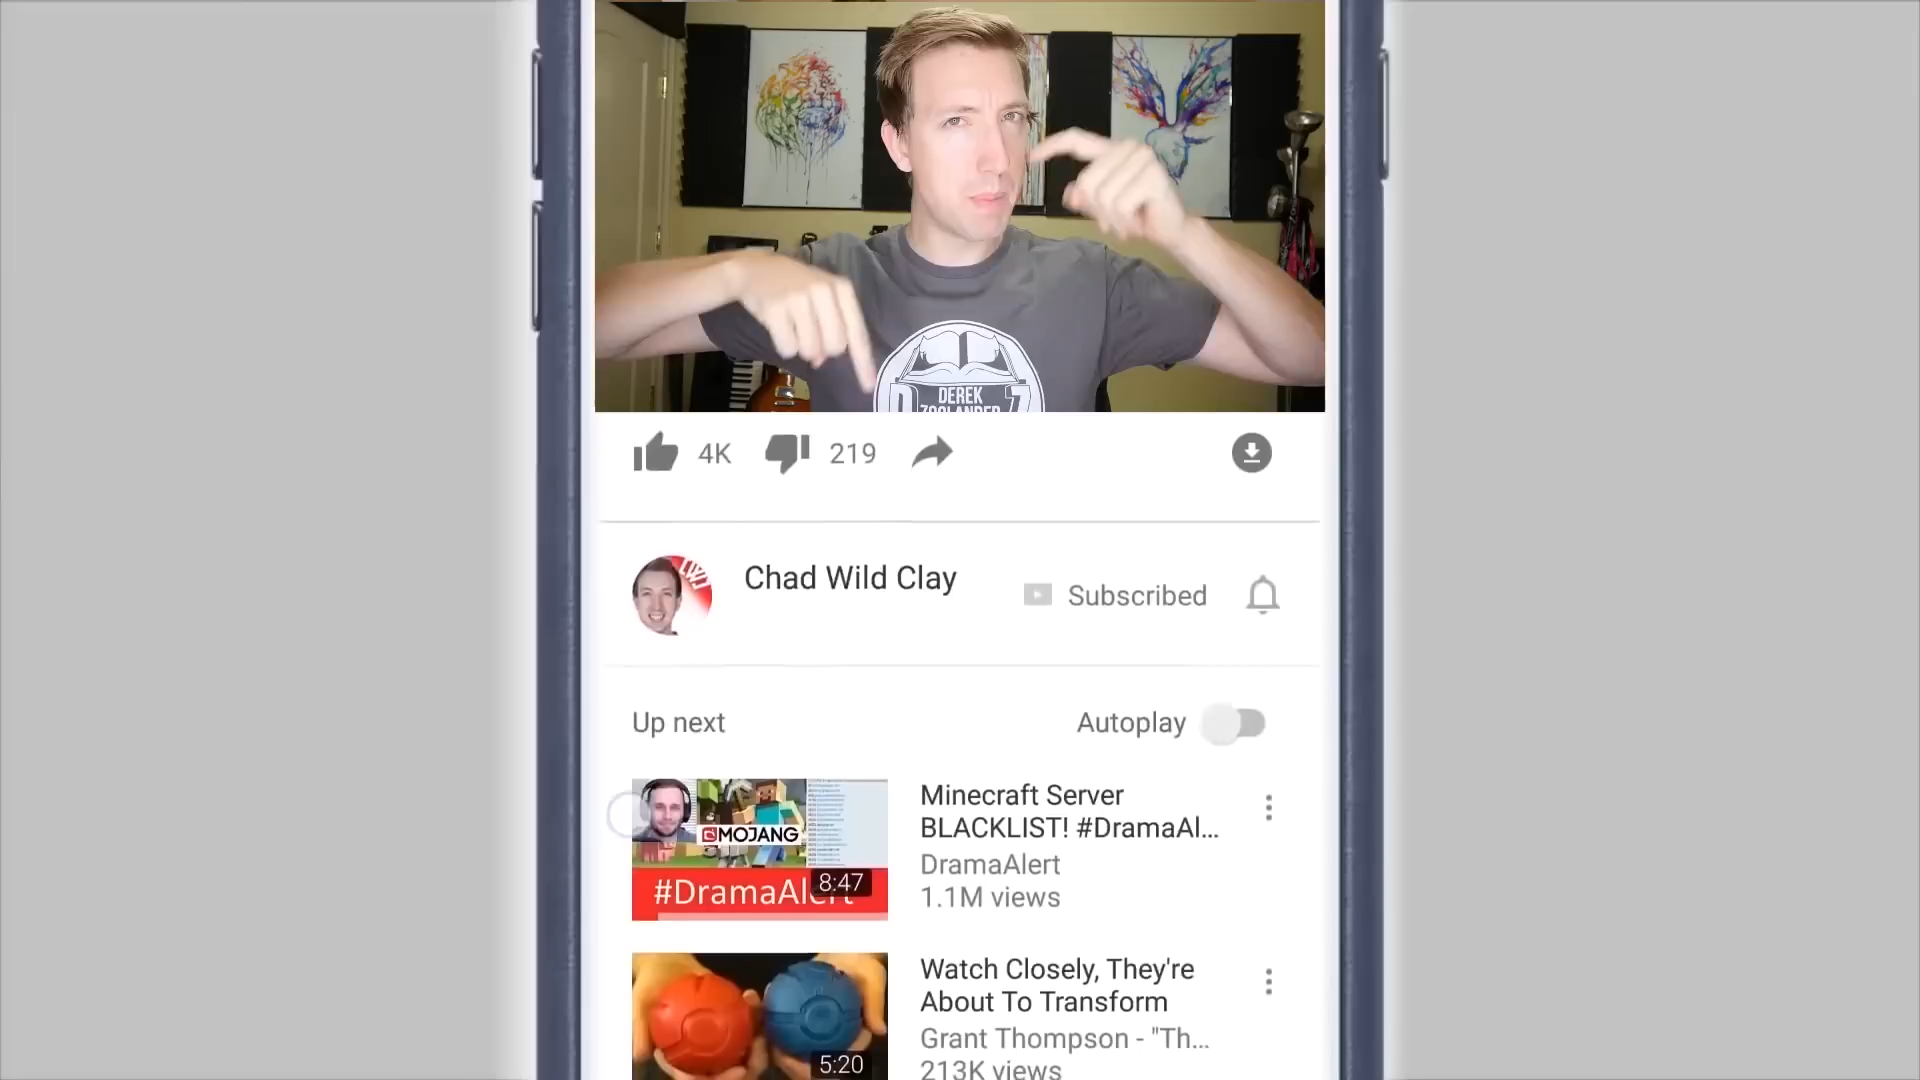 DEREK
4K
219
Chad Wild Clay
Subscribed
Up next
Autoplay
MOJANG
#DramaAlert
8:47
Minecraft Server
BLACKLIST! #DramaAl...
DramaAlert
1.1M views
5:20
Watch Closely, They're
About To Transform
Grant Thompson - "Th...
213K views